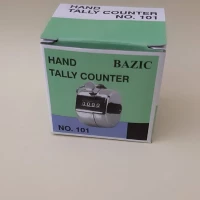 HAND
TALLY COUNTER
NO. 101
HAND
TALLY COUNTER
BAZIC
NO. 101